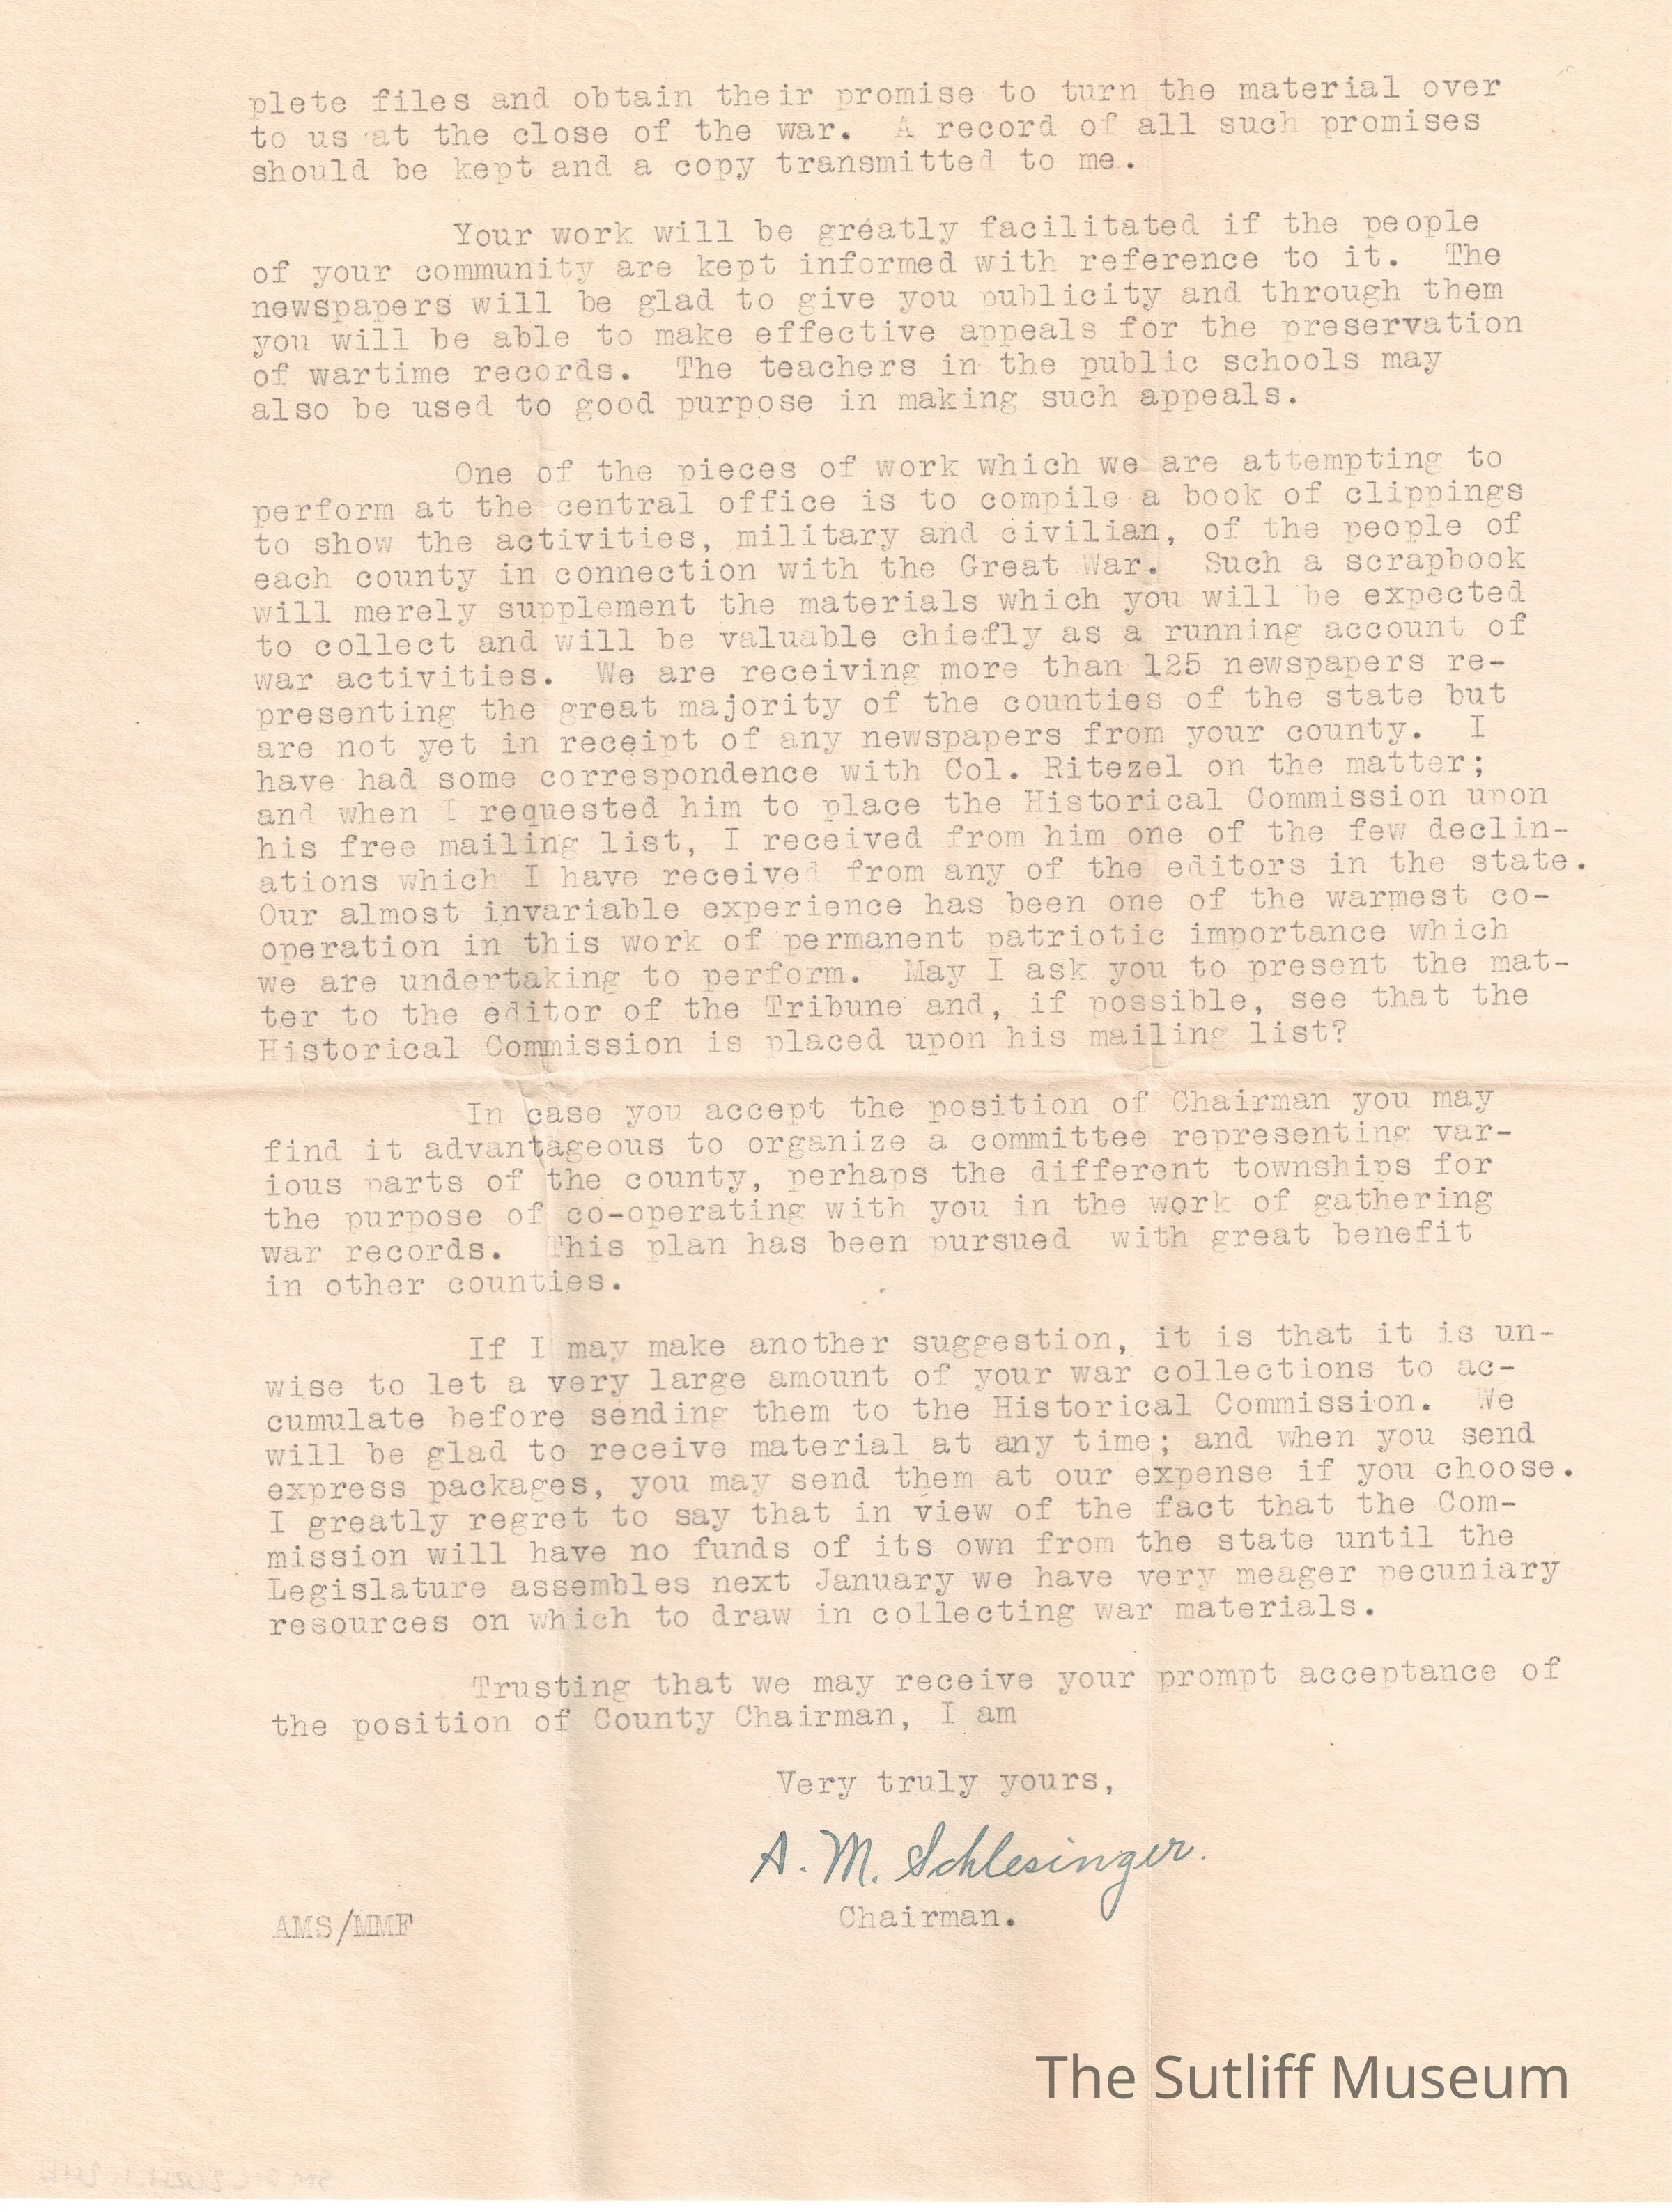 plete files and obtain their promise to turn the material over
to us at the close of the war.  A record of all such promises
should be kept and a copy transmitted to me.
Your work will be greatly facilitated if the people
of your community are kept informed with reference to it.  The
newspapers will be glad to give you publicity and through them
you will be able to make effective appeals for the preservation
of wartime records.  The teachers in the public schools may
also be used to good purpose in making such appeals.
One of the pieces of work which we are attempting to
perform at the central office is to compile a book of clippings
to show the activities, military and civilian, of the people of
each county in connection with the Great War.  Such a scrapbook
will merely supplement the materials which you will be expected
to collect and will be valuable chiefly as a running account of
war activities.  We are receiving more than 125 newspapers re-
presenting the great majority of the counties of the state but
are not yet in receipt of any newspapers from your county.  I
have had some correspondence with Col. Ritezel on the matter;
and when I requested him to place the Historical Commission upon
his free mailing list, I received from him one of the few declin-
ations which I have received from any of the editors in the state.
Our almost invariable experience has been one of the warmest co-
operation in this work of permanent patriotic importance which
we are undertaking to perform.  May I ask you to present the mat-
ter to the editor of the Tribune and, if possible, see that the
Historical Commission is placed upon his mailing list?
In case you accept the position of Chairman you may
find it advantageous to organize a committee representing var-
ious parts of the county, perhaps the different townships for
the purpose of co-operating with you in the work of gathering
war records.  This plan has been pursued  with great benefit
in other counties.
If I may make another suggestion, it is that it is un-
wise to let a very large amount of your war collections to ac-
cumulate before sending them to the Historical Commission.  We
will be glad to receive material at any time; and when you send
express packages, you may send them at our expense if you choose.
I greatly regret to say that in view of the fact that the Com-
mission will have no funds of its own from the state until the
Legislature assembles next January we have very meager pecuniary
resources on which to draw in collecting war materials.
Trusting that we may receive your prompt acceptance of
the position of County Chairman, I am
Very truly yours,
A. M. Schlesinger.
Chairman.
AMS/MMF
The Sutliff Museum